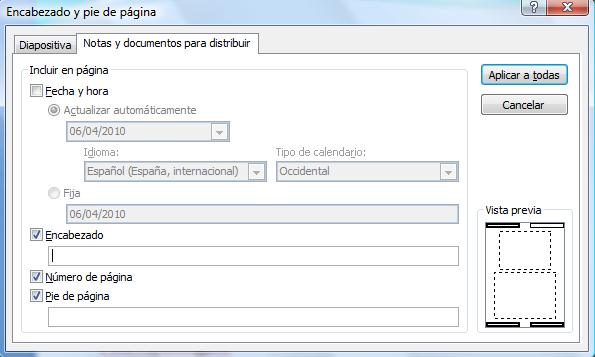 Encabezado y pie de página
Diapositiva Notas y documentos para distribuir
Incluir en página
Fecha y hora
Actualizar automáticamente
06/04/2010
Idioma: Tipo de calendario:
Español (España, internacional) Occidental
Fija
06/04/2010
Encabezado
Número de página
Pie de página
Aplicar a todas
Cancelar
Vista previa